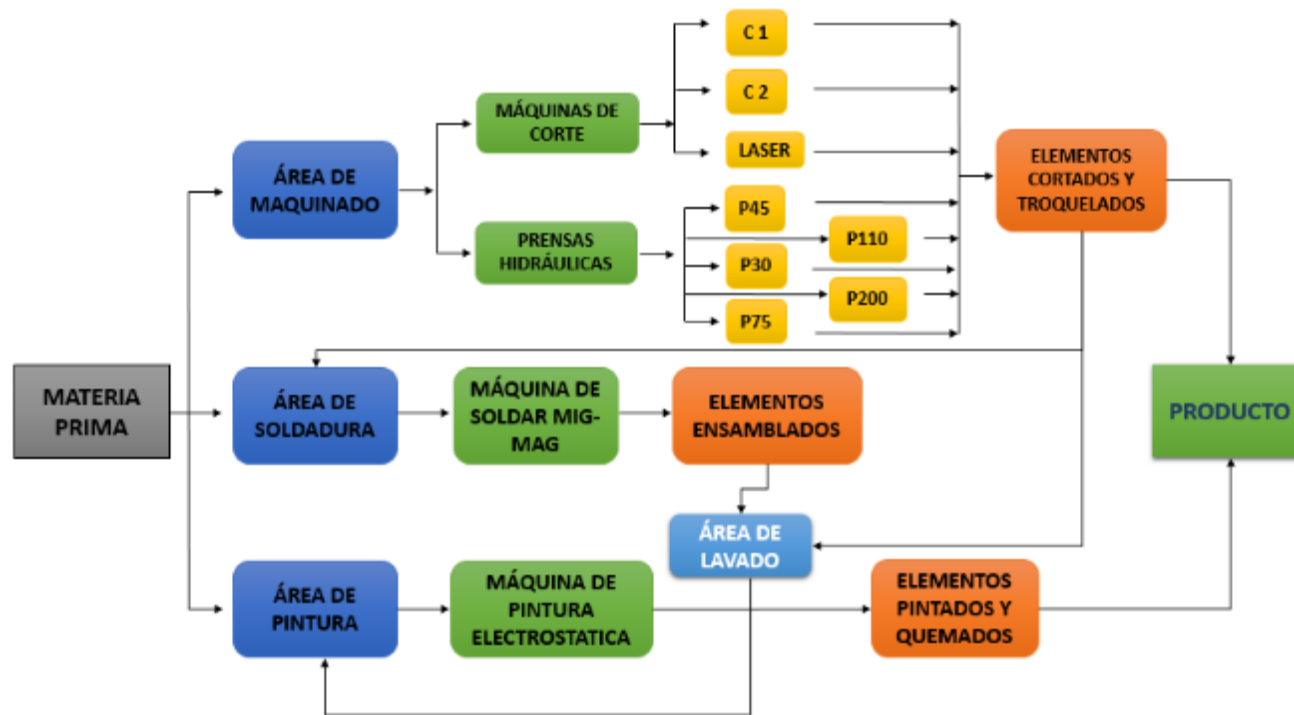 C 1
C 2
LASER
MÁQUINAS DE
CORTE
ÁREA DE
MAQUINADO
PRENSAS
HIDRÁULICAS
P45
P110
P30
P200
P75
ELEMENTOS
CORTADOS Y
TROQUELADOS
MATERIA
PRIMA
ÁREA DE
SOLDADURA
MÁQUINA DE
SOLDAR MIG-
MAG
ELEMENTOS
ENSAMBLADOS
PRODUCTO
ÁREA DE
LAVADO
ÁREA DE
PINTURA
MÁQUINA DE
PINTURA
ELECTROSTATICA
ELEMENTOS
PINTADOS Y
QUEMADOS